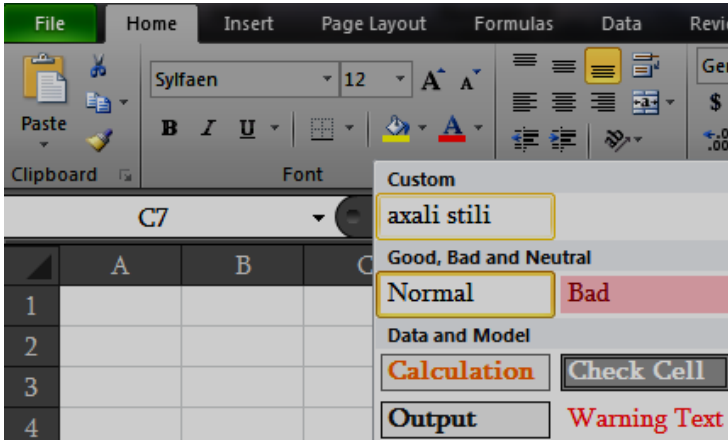 File Home Insert Page Layout Formulas Data
Sylfaen 12 A A
Paste B I U A $
.00
Clipboard Font
Custom
C7 axali stili
Good, Bad and Neutral
A B Normal Bad
1
Data and Model
2
Calculation Check Cell
3
Output Warning Text
4